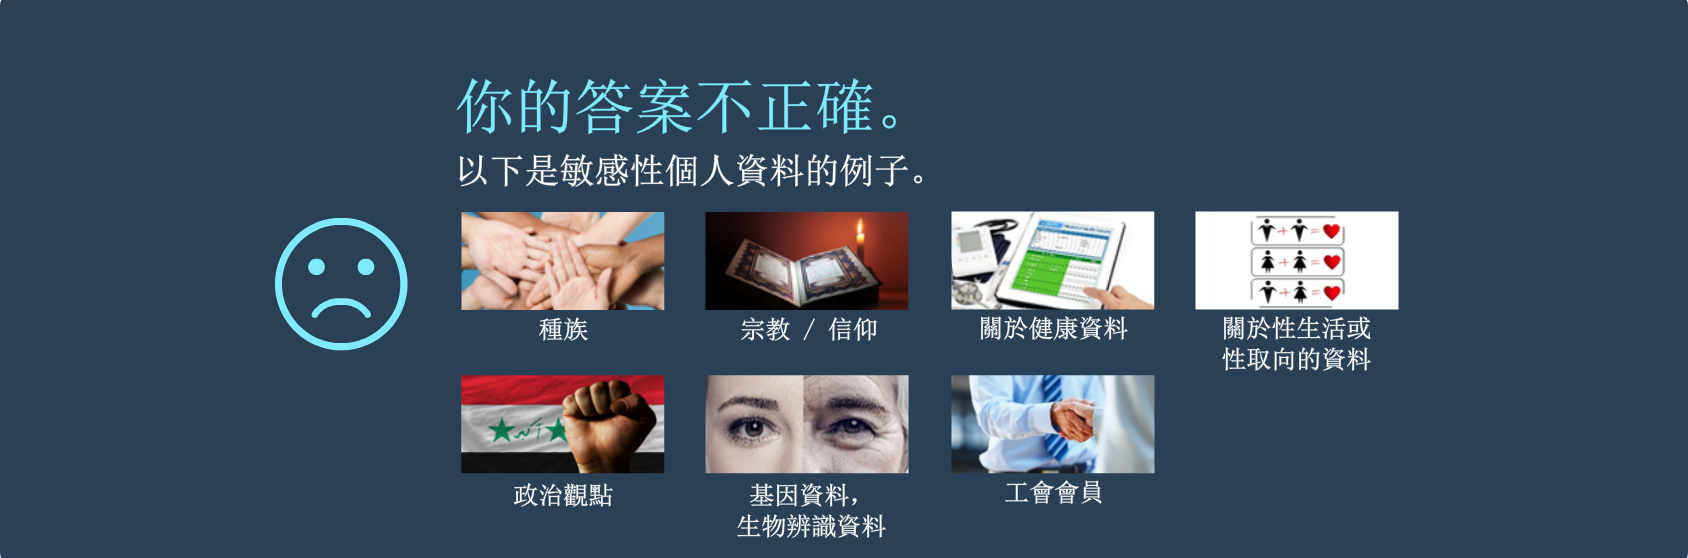 你的答案不正確。
以下是敏感性個人資料的例子。
種族
宗教 / 信仰
關於健康資料
關於性生活或
性取向的資料
政治觀點
基因資料，
生物辨識資料
工會會員